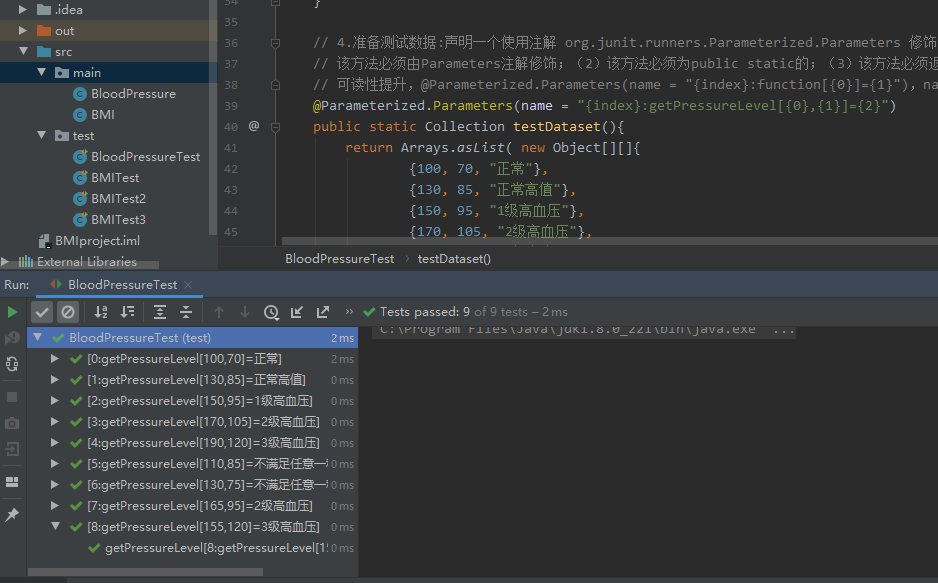 .idea
out
src
main
BloodPressure
BMI
test
BloodPressureTest
BMITest
BMITest2
BMITest3
BMIproject.iml
External Libraries
34 }
35
36 // 4.准备测试数据:声明一个使用注解 org.junit.runners.Parameterized.Parameters 修饰
37 // 该方法必须由Parameters注解修饰；（2）该方法必须为public static的；（3）该方法必须返
38 // 可读性提升，@Parameterized.Parameters(name = "{index}:function[{0}]={1}"), na
39 @Parameterized.Parameters(name = "{index}:getPressureLevel[{0},{1}]={2}")
40 @ public static Collection testDataset(){
41 return Arrays.asList( new Object[][]{
42 {100, 70, "正常"},
43 {130, 85, "正常高值"},
44 {150, 95, "1级高血压"},
45 {170, 105, "2级高血压"},
BloodPressureTest › testDataset()
Run: BloodPressureTest ×
» Tests passed: 9 of 9 tests – 2 ms
BloodPressureTest (test) 2 ms
[0:getPressureLevel[100,70]=正常] 2 ms
[1:getPressureLevel[130,85]=正常高值] 0 ms
[2:getPressureLevel[150,95]=1级高血压] 0 ms
[3:getPressureLevel[170,105]=2级高血压] 0 ms
[4:getPressureLevel[190,120]=3级高血压] 0 ms
[5:getPressureLevel[110,85]=不满足任意一 0 ms
[6:getPressureLevel[130,75]=不满足任意一 0 ms
[7:getPressureLevel[165,95]=2级高血压] 0 ms
[8:getPressureLevel[155,120]=3级高血压] 0 ms
getPressureLevel[8:getPressureLevel[1 0 ms
C:\Program Files\Java\jdk1.8.0_221\bin\java.exe ...